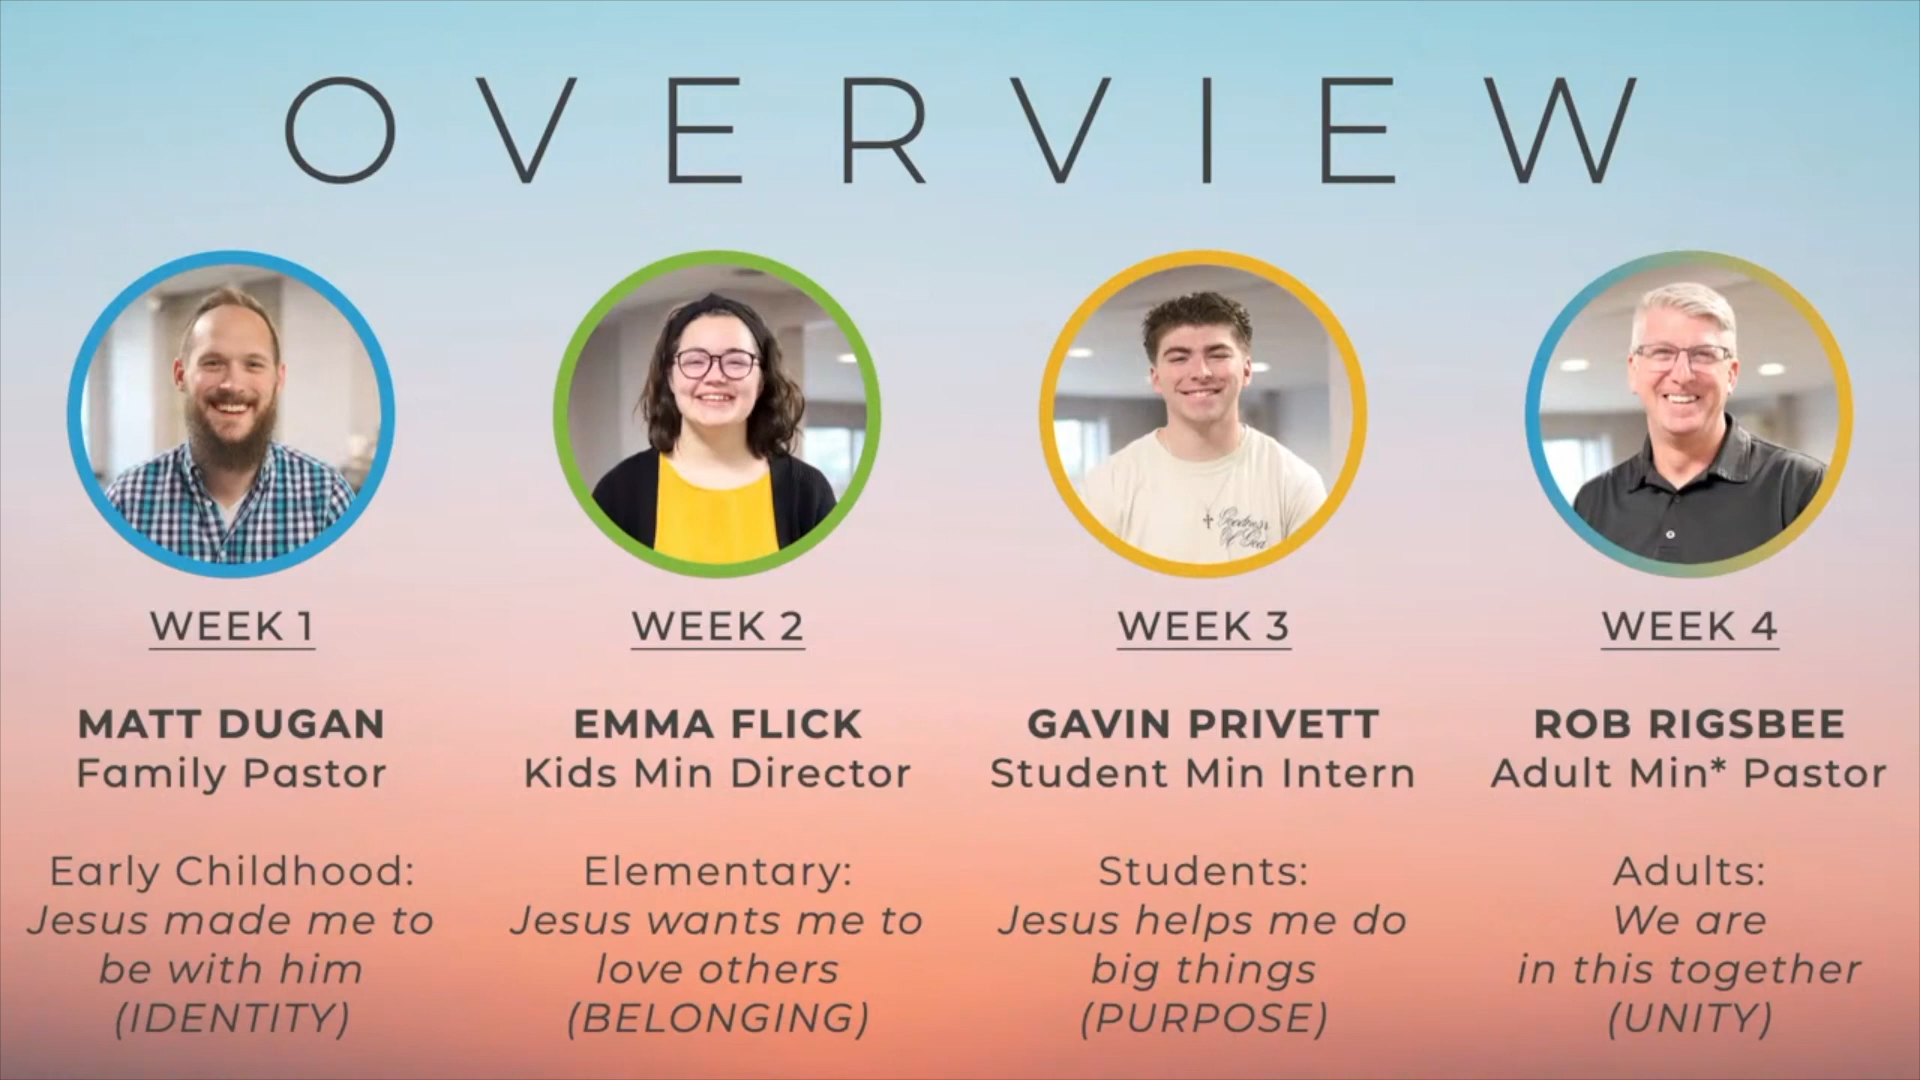 OVERVIEW
WEEK 1
MATT DUGAN
Family Pastor
Early Childhood:
Jesus made me to
be with him
(IDENTITY)
WEEK 2
EMMA FLICK
Kids Min Director
Elementary:
Jesus wants me to
love others
(BELONGING)
Goodness
of God
WEEK 3
GAVIN PRIVETT
Student Min Intern
Students:
Jesus helps me do
big things
(PURPOSE)
WEEK 4
ROB RIGSBEE
Adult Min* Pastor
Adults:
We are
in this together
(UNITY)